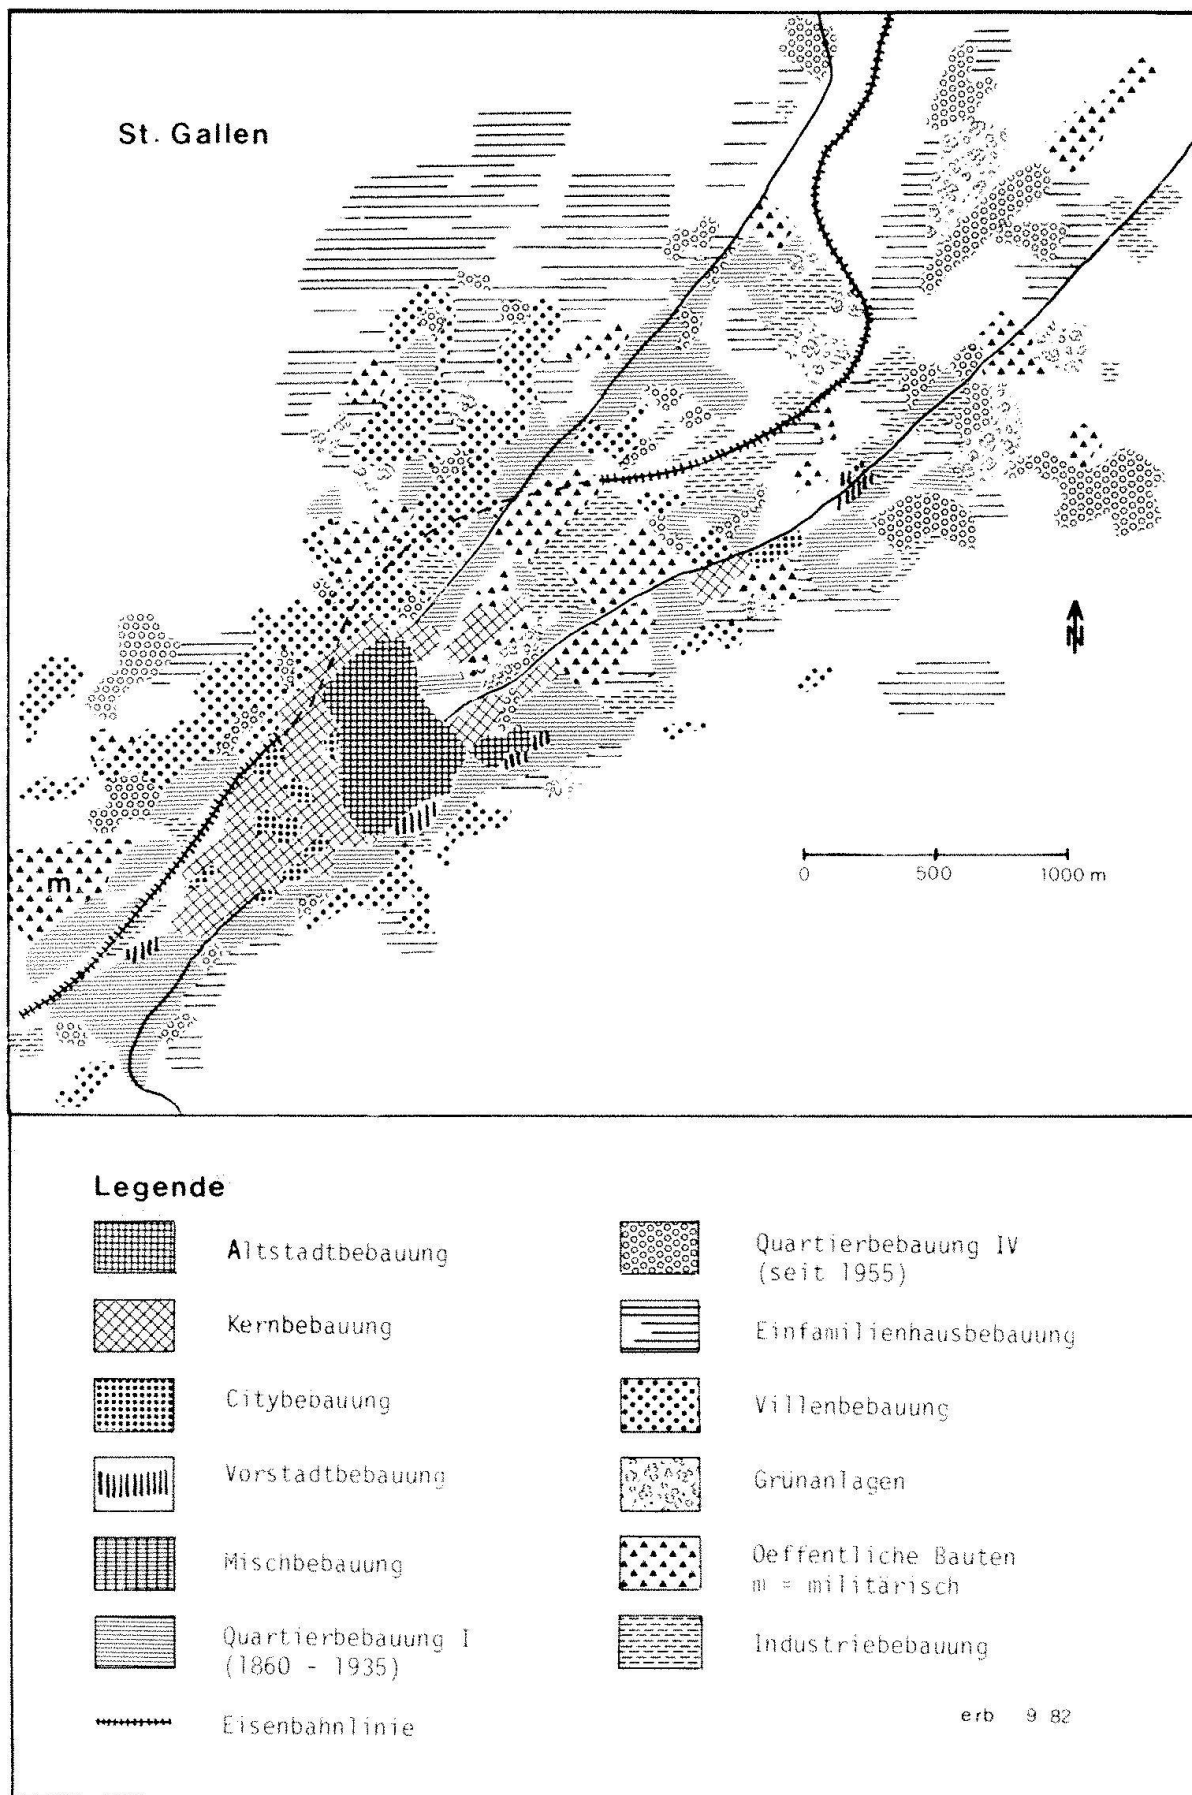 St. Gallen
m
N
0 500 1000 m
Legende
Altstadtbebauung
Kernbebauung
Citybebauung
Vorstadtbebauung
Mischbebauung
Quartierbebauung I
(1860 - 1935)
Eisenbahnlinie
Quartierbebauung IV
(seit 1955)
Einfamilienhausbebauung
Villenbebauung
Grünanlagen
Oeffentliche Bauten
m = militärisch
Industriebebauung
erb 9 82